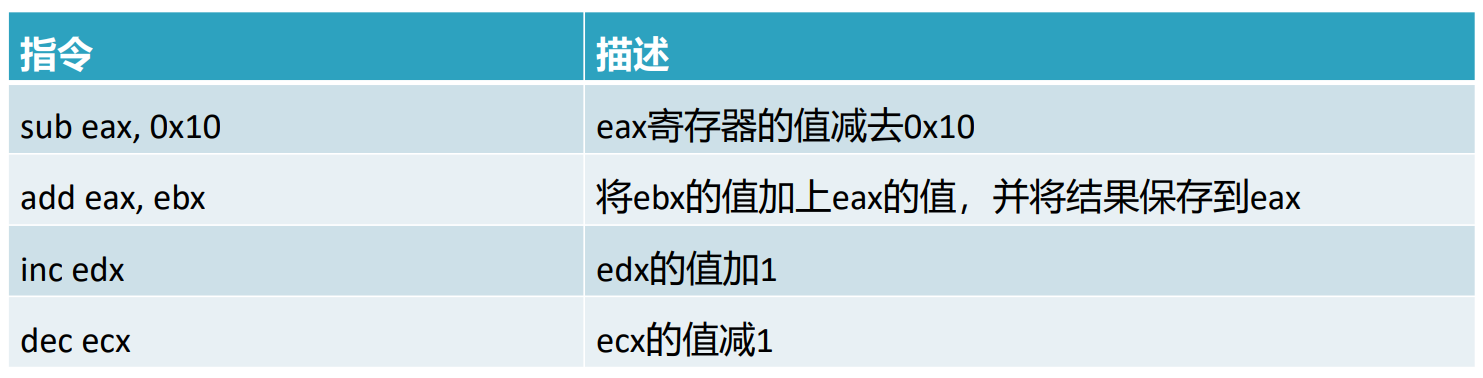 指令 描述
sub eax, 0x10 eax寄存器的值减去0x10
add eax, ebx 将ebx的值加上eax的值，并将结果保存到eax
inc edx edx的值加1
dec ecx ecx的值减1